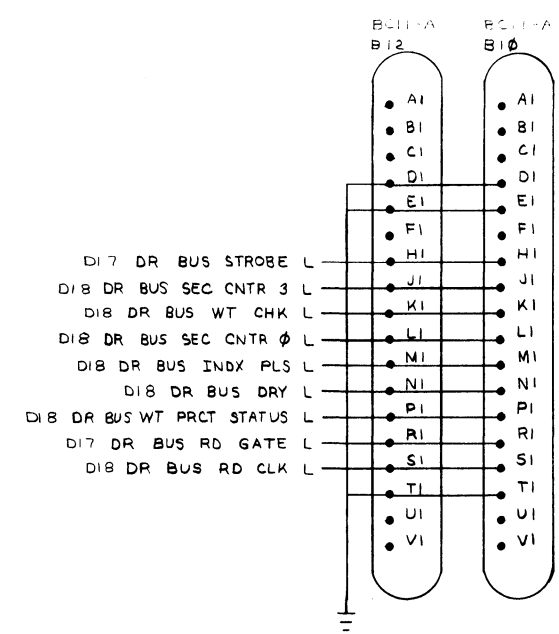 BC11-A BC11-A
B12 B1Ø
A1 A1
B1 B1
C1 C1
D1 D1
E1 E1
F1 F1
D17 DR BUS STROBE L H1 H1
D18 DR BUS SEC CNTR 3 L J1 J1
D18 DR BUS WT CHK L K1 K1
D18 DR BUS SEC CNTR Ø L L1 L1
D18 DR BUS INDX PLS L M1 M1
D18 DR BUS DRY L N1 N1
D18 DR BUS WT PRCT STATUS L P1 P1
D17 DR BUS RD GATE L R1 R1
D18 DR BUS RD CLK L S1 S1
T1 T1
U1 U1
V1 V1